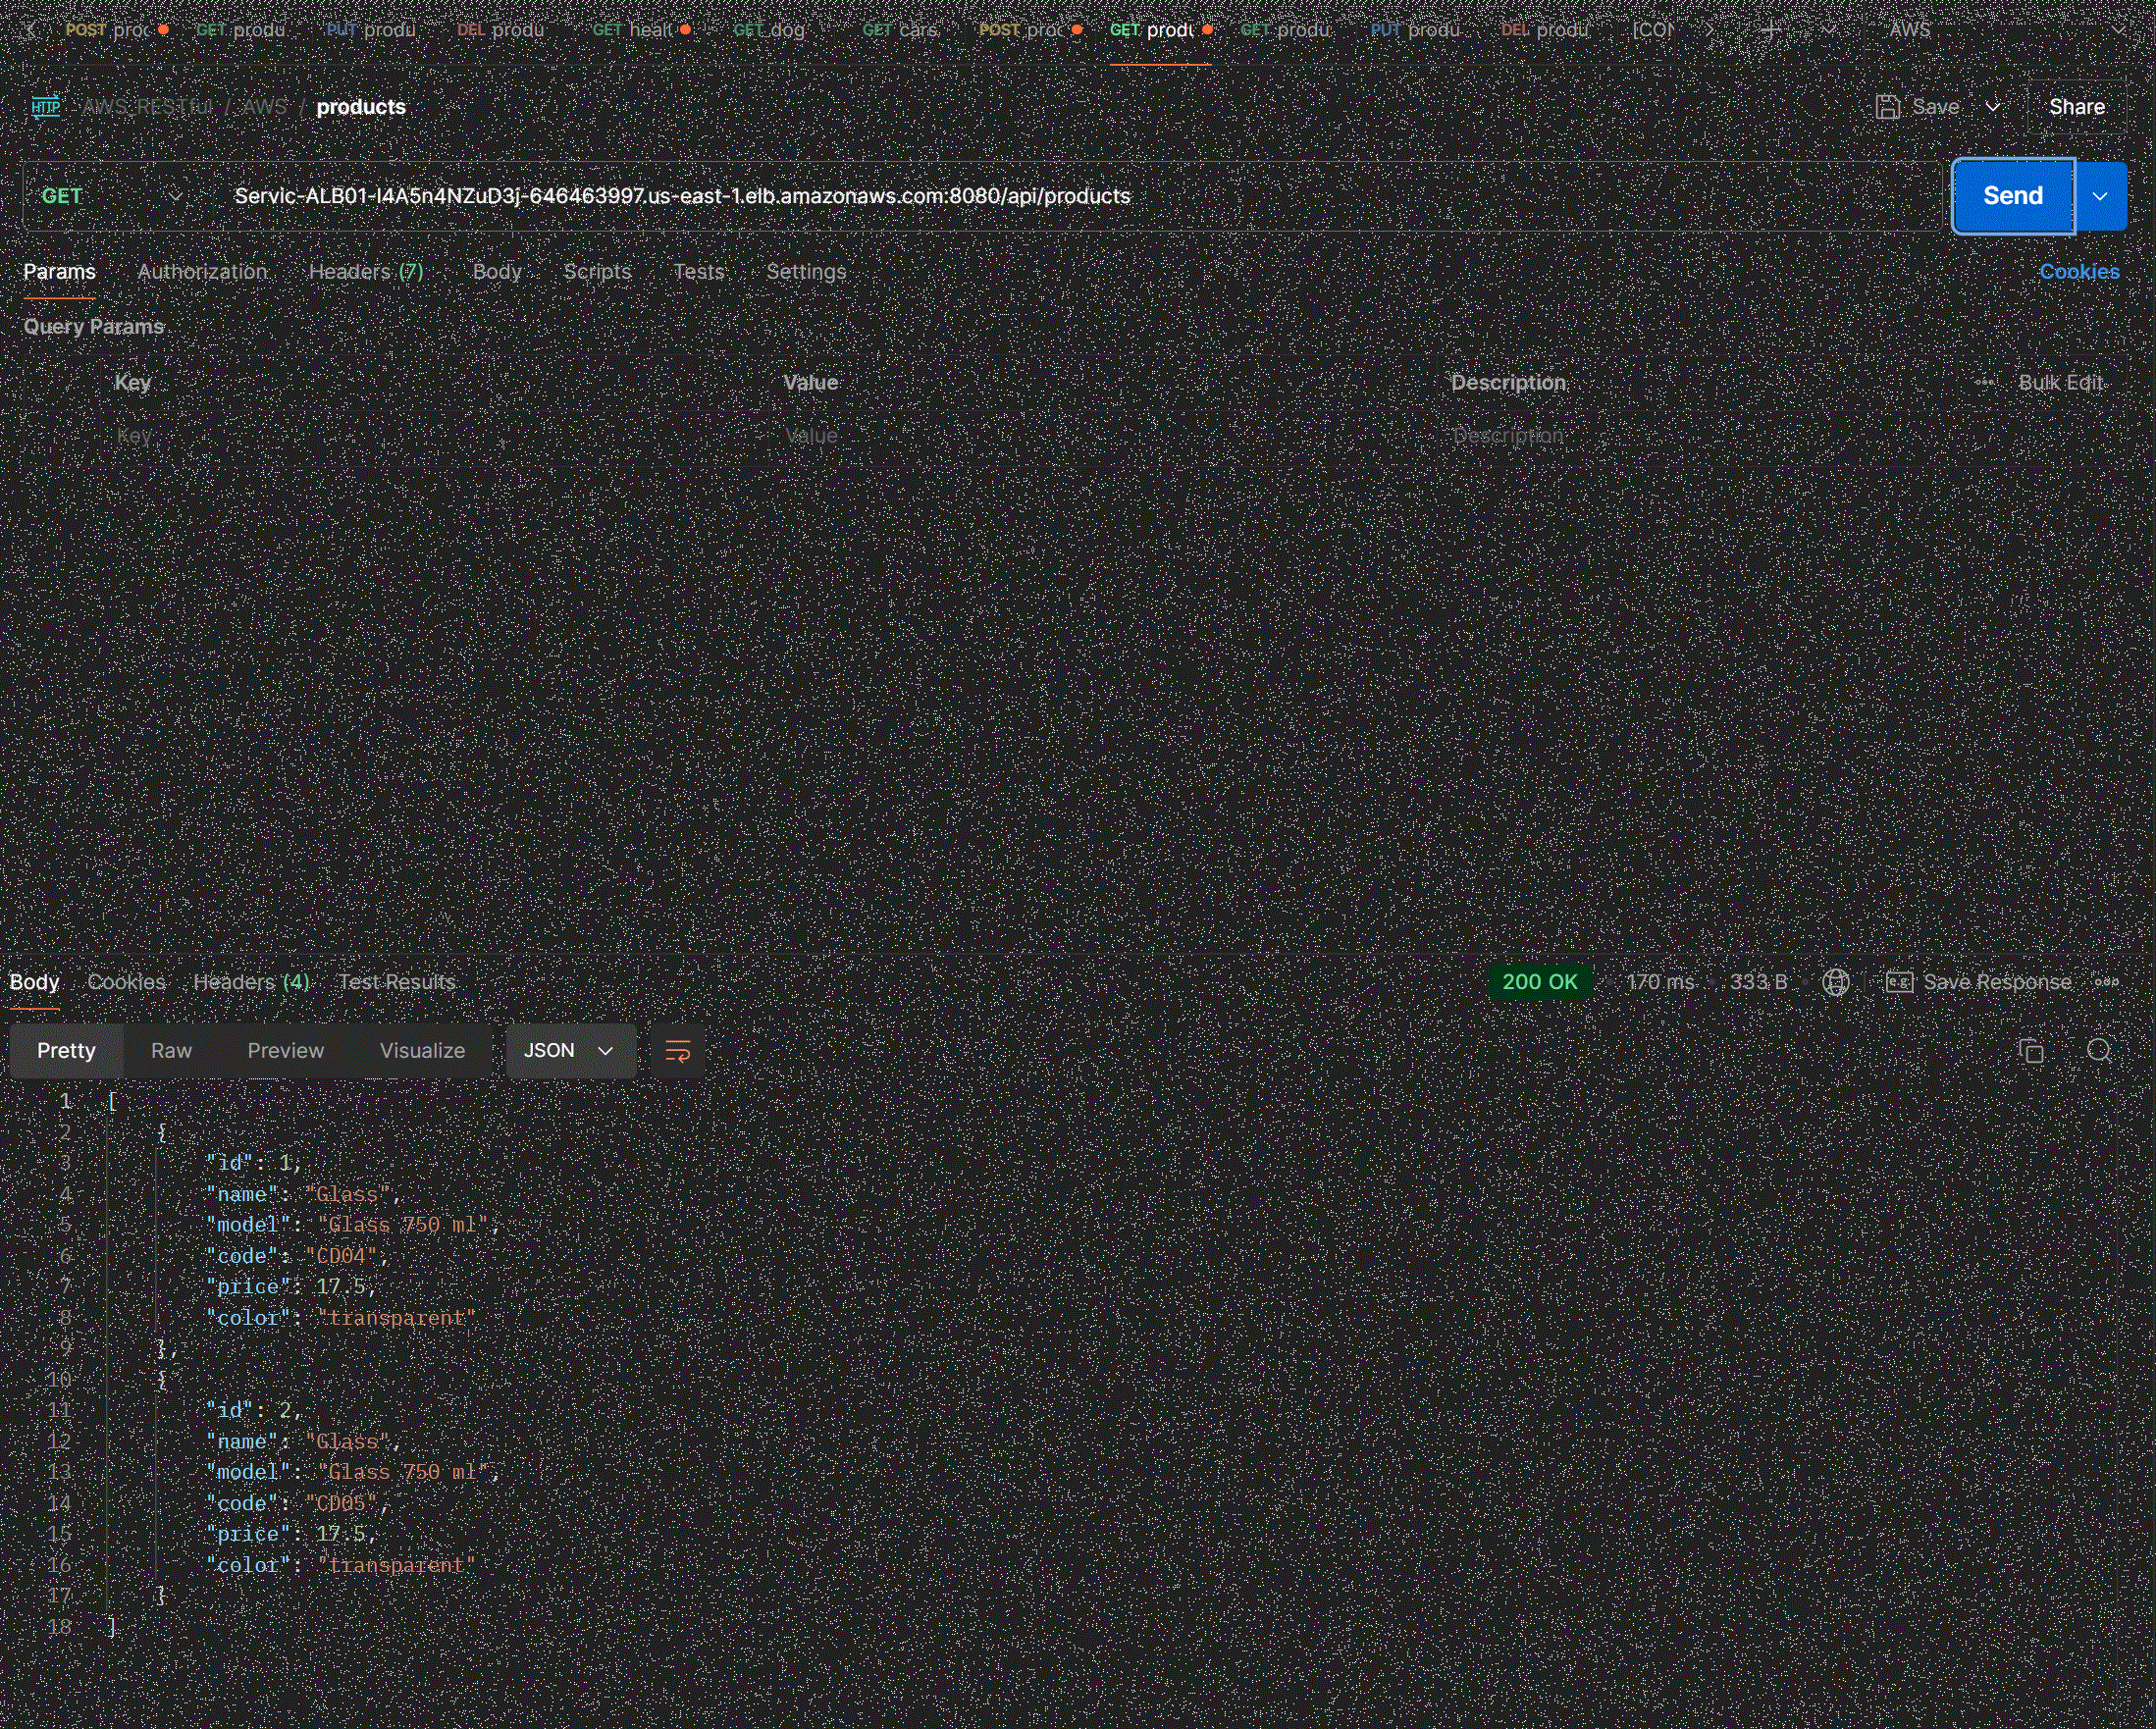 POST proc GET produ PUT produ DEL produ GET healt GET dog GET cars POST proc GET produ GET produ PUT produ DEL produ [CON AWS
HTTP AWS_RESTful / AWS / products Save Share
GET Servic-ALB01-I4A5n4NZuD3j-646463997.us-east-1.elb.amazonaws.com:8080/api/products Send
Params Authorization Headers (7) Body Scripts Tests Settings Cookies
Query Params
Key Value Description Bulk Edit
Key Value Description
Body Cookies Headers (4) Test Results 200 OK 170 ms 333 B e.g. Save Response
Pretty Raw Preview Visualize JSON
1 [
2 {
3 "id": 1,
4 "name": "Glass",
5 "model": "Glass 750 ml",
6 "code": "CD04",
7 "price": 17.5,
8 "color": "transparent"
9 },
10 {
11 "id": 2,
12 "name": "Glass",
13 "model": "Glass 750 ml",
14 "code": "CD05",
15 "price": 17.5,
16 "color": "transparent"
17 }
18 ]